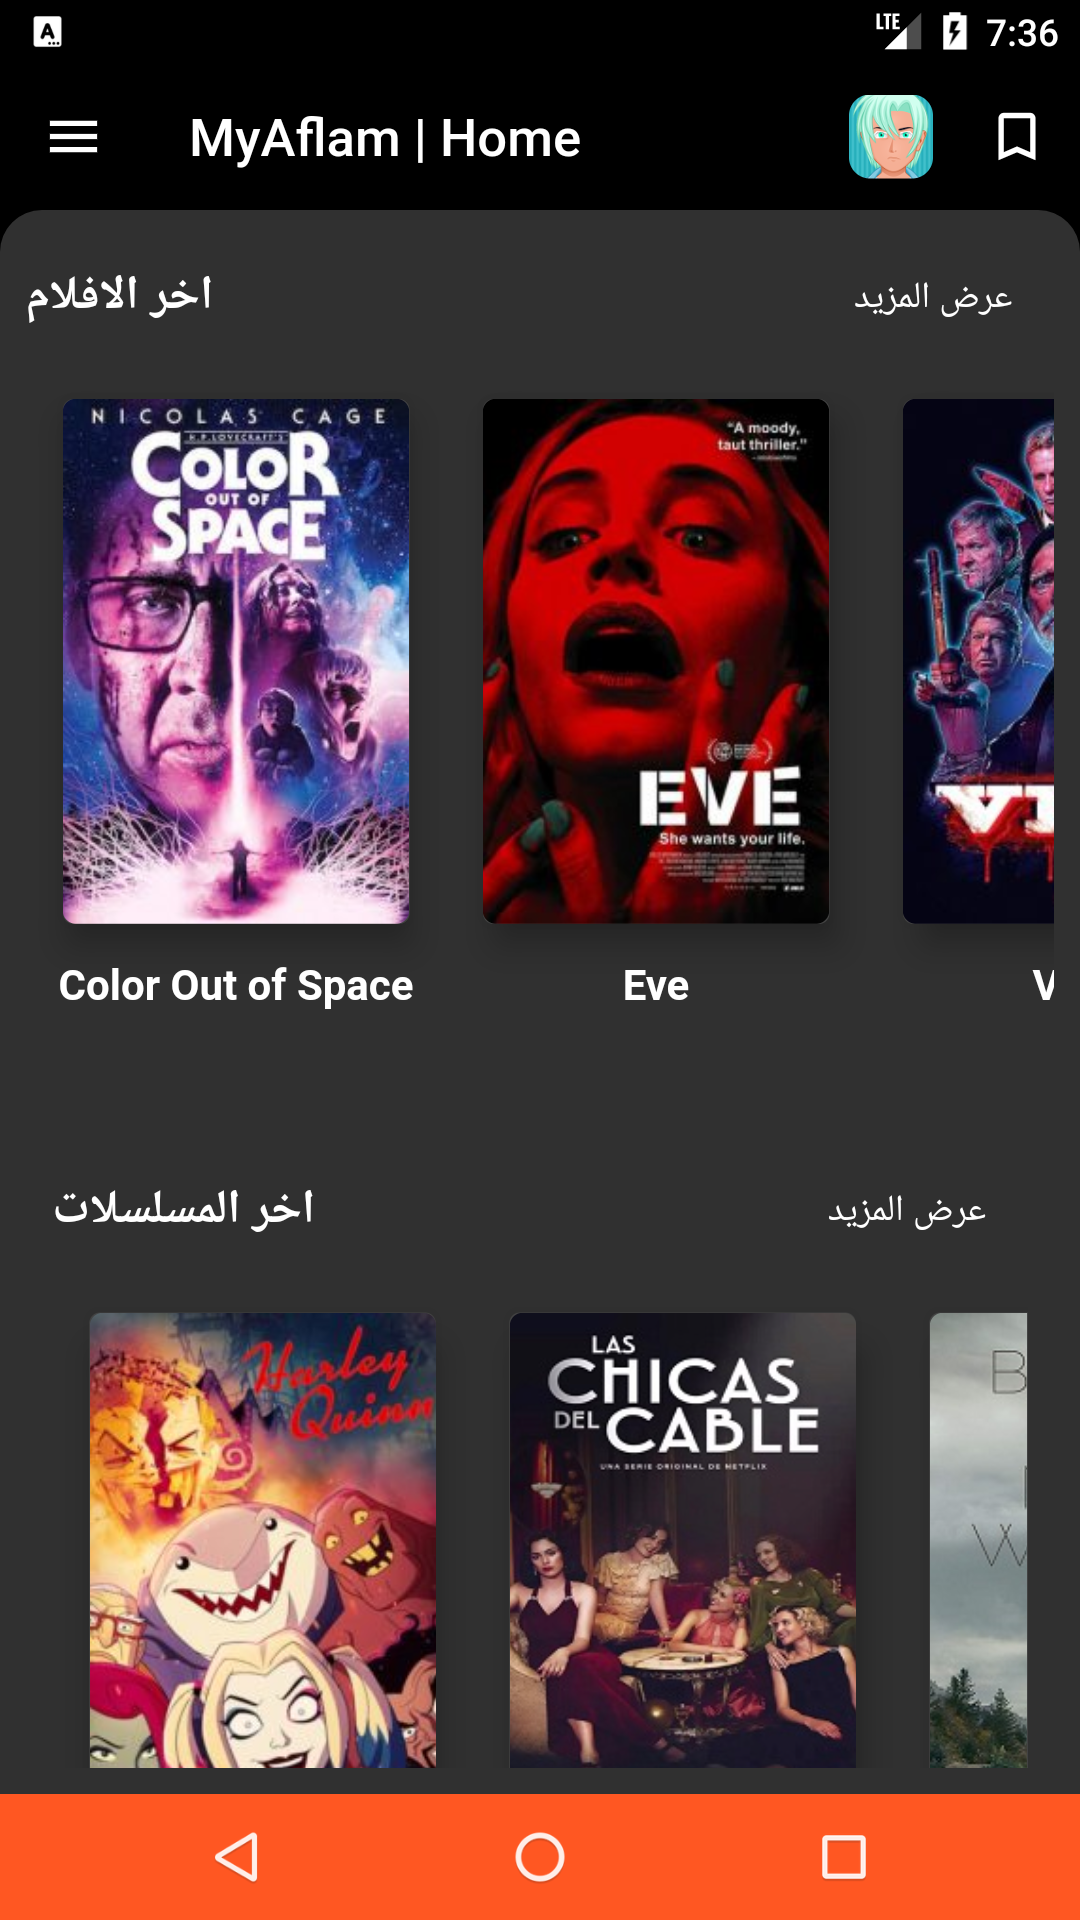 LTE 7:36
MyAflam | Home
اخر الافلام
عرض المزيد
NICOLAS CAGE
H.P. LOVECRAFT'S
COLOR
OUT OF
SPACE
"A moody,
taut thriller."
EVE
She wants your life.
VI
Color Out of Space
Eve
V
اخر المسلسلات
عرض المزيد
Harley
Quinn
LAS
CHICAS
DEL CABLE
UNA SERIE ORIGINAL DE NETFLIX
B
W